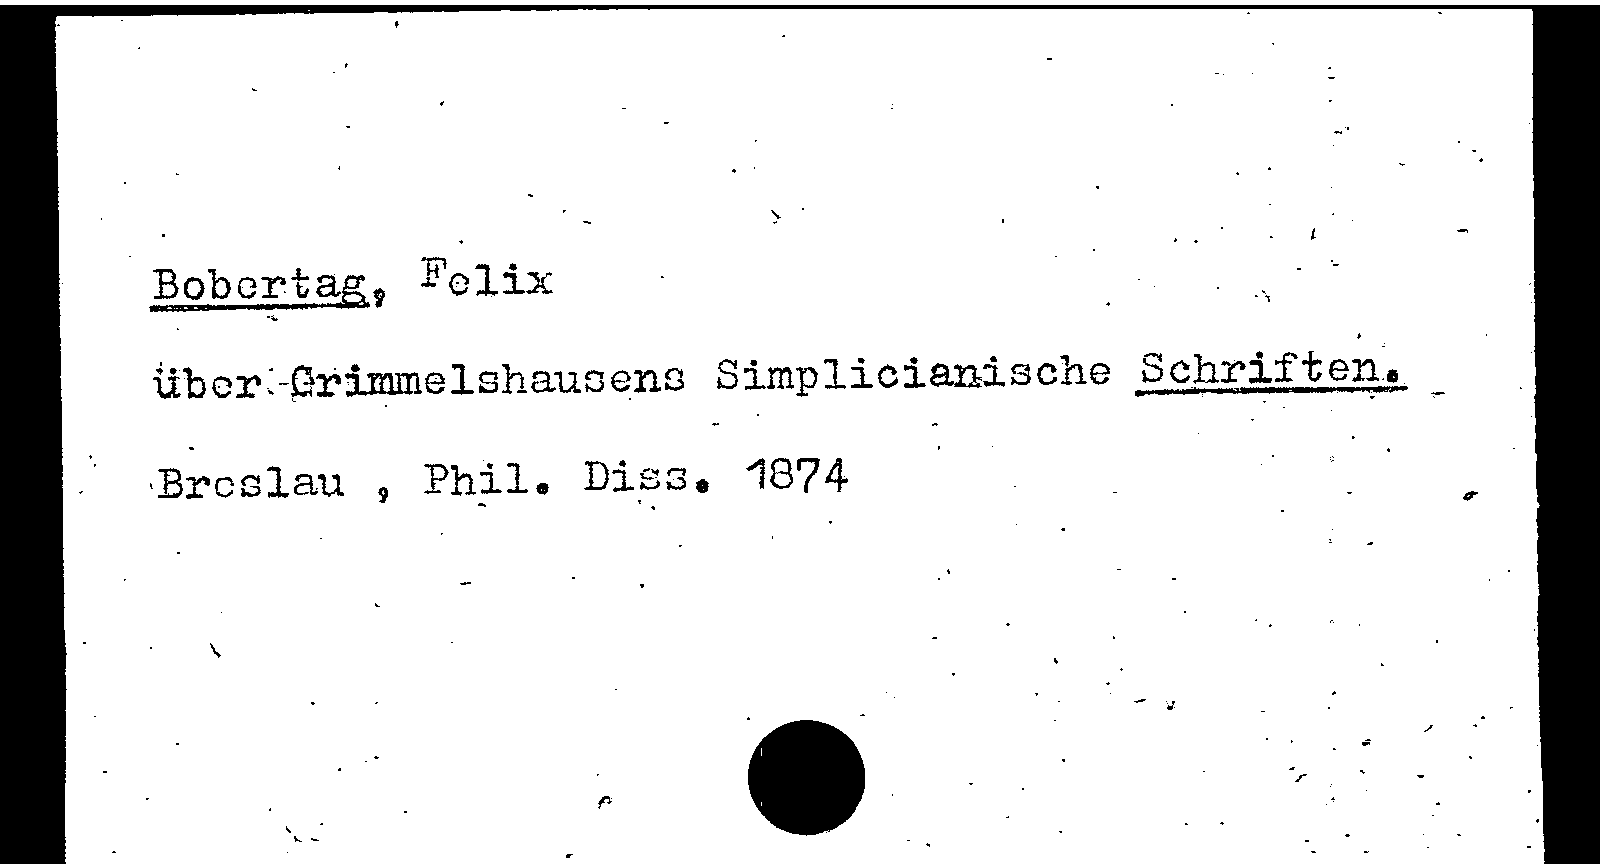 Bobertag, Felix
über Grimmelshausens Simplicianische Schriften.
Breslau , Phil. Diss. 1874